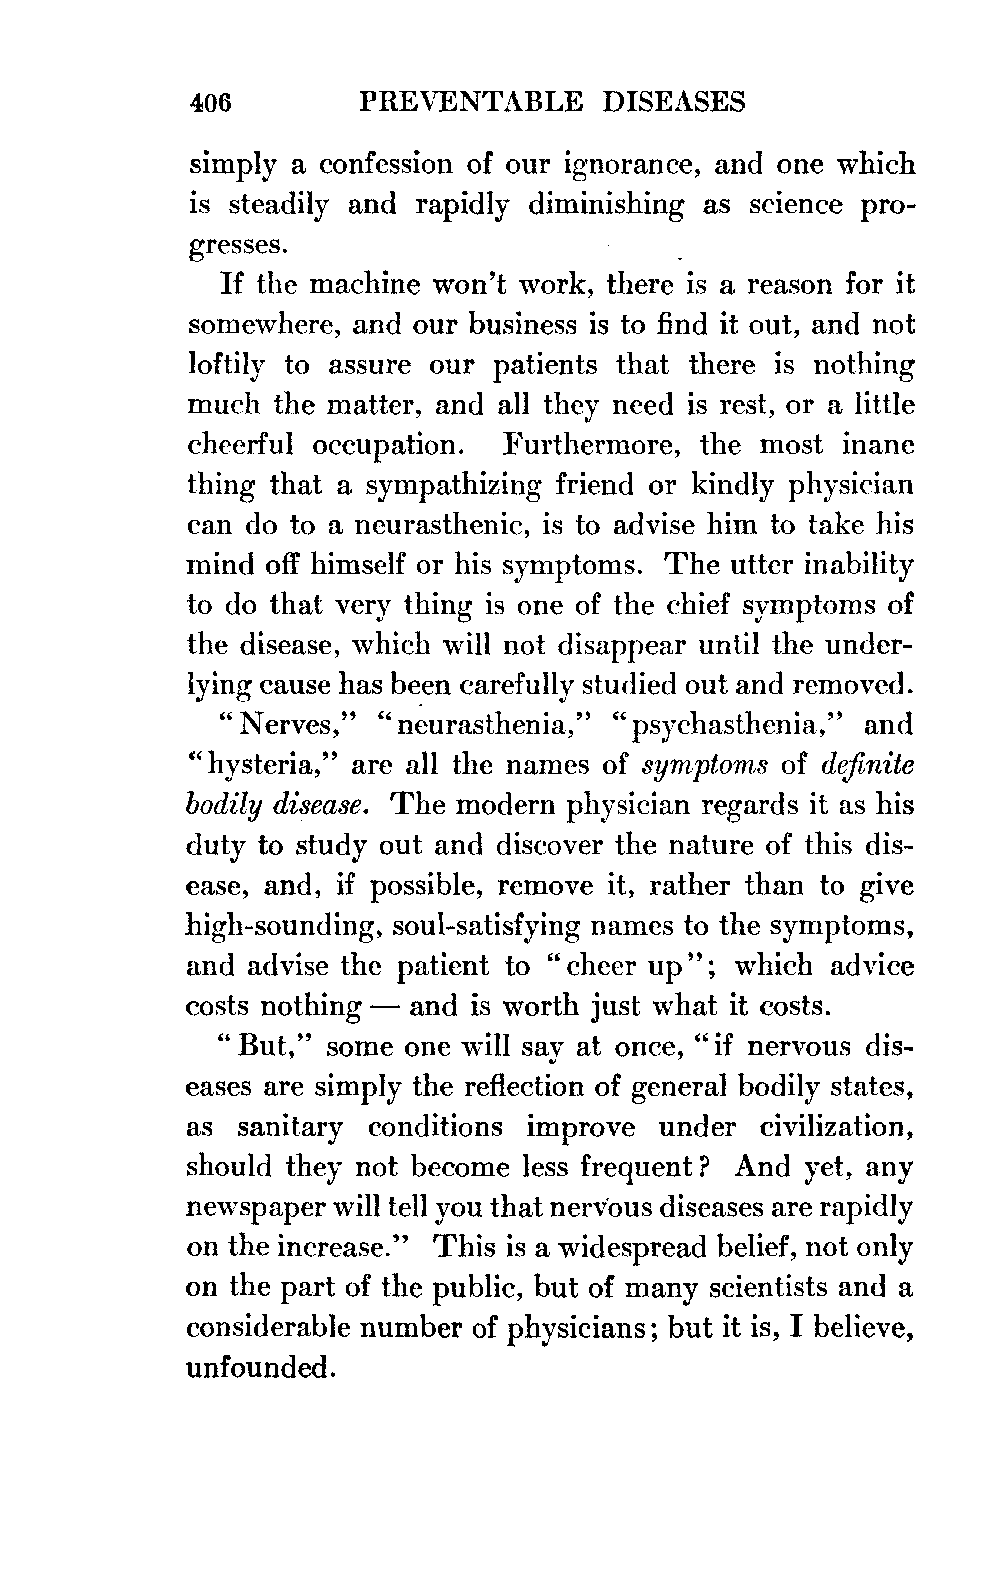 406 PREVENTABLE DISEASES
simply a confession of our ignorance, and one which
is steadily and rapidly diminishing as science pro-
gresses.
If the machine won't work, there is a reason for it
somewhere, and our business is to find it out, and not
loftily to assure our patients that there is nothing
much the matter, and all they need is rest, or a little
cheerful occupation. Furthermore, the most inane
thing that a sympathizing friend or kindly physician
can do to a neurasthenic, is to advise him to take his
mind off himself or his symptoms. The utter inability
to do that very thing is one of the chief symptoms of
the disease, which will not disappear until the under-
lying cause has been carefully studied out and removed.
"Nerves," "neurasthenia," "psychasthenia," and
"hysteria," are all the names of symptoms of definite
bodily disease. The modern physician regards it as his
duty to study out and discover the nature of this dis-
ease, and, if possible, remove it, rather than to give
high-sounding, soul-satisfying names to the symptoms,
and advise the patient to "cheer up"; which advice
costs nothing — and is worth just what it costs.
"But," some one will say at once, "if nervous dis-
eases are simply the reflection of general bodily states,
as sanitary conditions improve under civilization,
should they not become less frequent? And yet, any
newspaper will tell you that nervous diseases are rapidly
on the increase." This is a widespread belief, not only
on the part of the public, but of many scientists and a
considerable number of physicians; but it is, I believe,
unfounded.